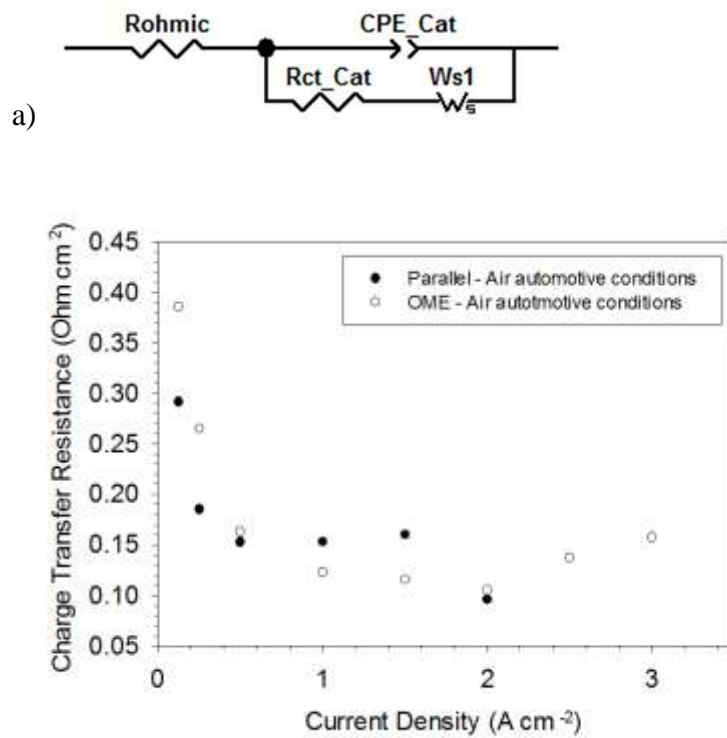 Rohmic
CPE_Cat
Rct_Cat
Ws1
a)
0.45
0.40
0.35
0.30
0.25
0.20
0.15
0.10
0.05
Charge Transfer Resistance (Ohm cm-2)
Parallel - Air automotive conditions
OME - Air autotmotive conditions
0
1
2
3
Current Density (A cm-2)